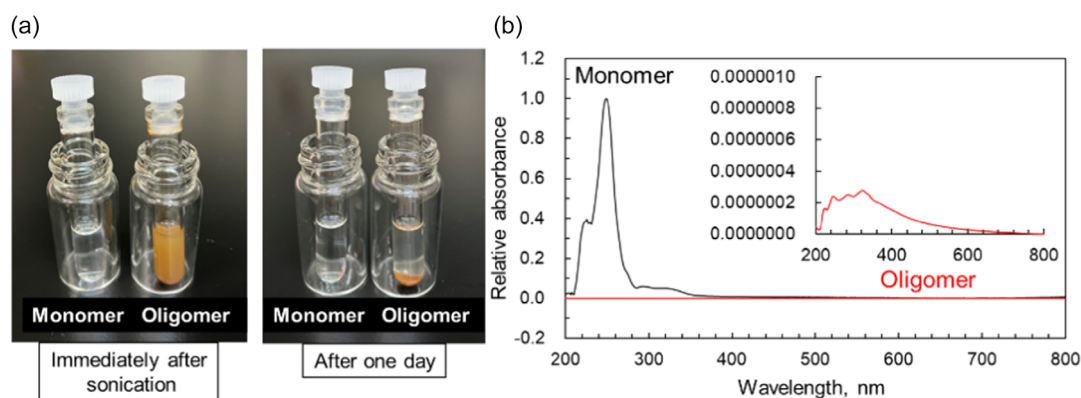 (a)
Monomer
Oligomer
Immediately after
sonication
Monomer
Oligomer
After one day
(b)
Relative absorbance
1.2
1.0
0.8
0.6
0.4
0.2
0.0
-0.2
Monomer
0.0000010
0.0000008
0.0000006
0.0000004
0.0000002
0.0000000
200
400
600
800
Oligomer
200
300
400
500
600
700
800
Wavelength, nm